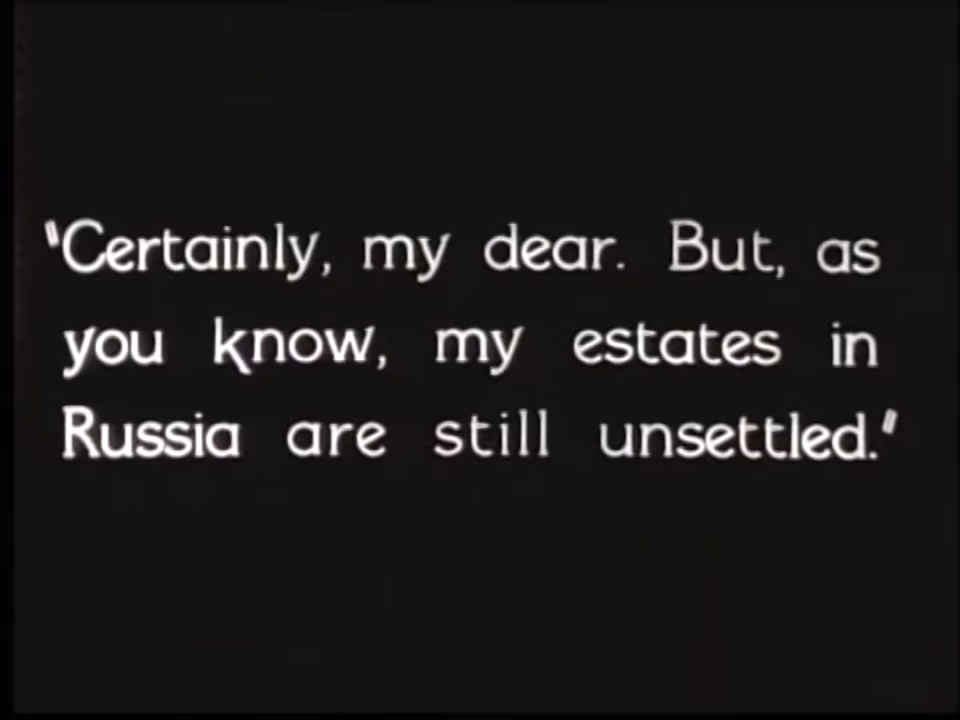 "Certainly, my dear. But, as
you know, my estates in
Russia are still unsettled."